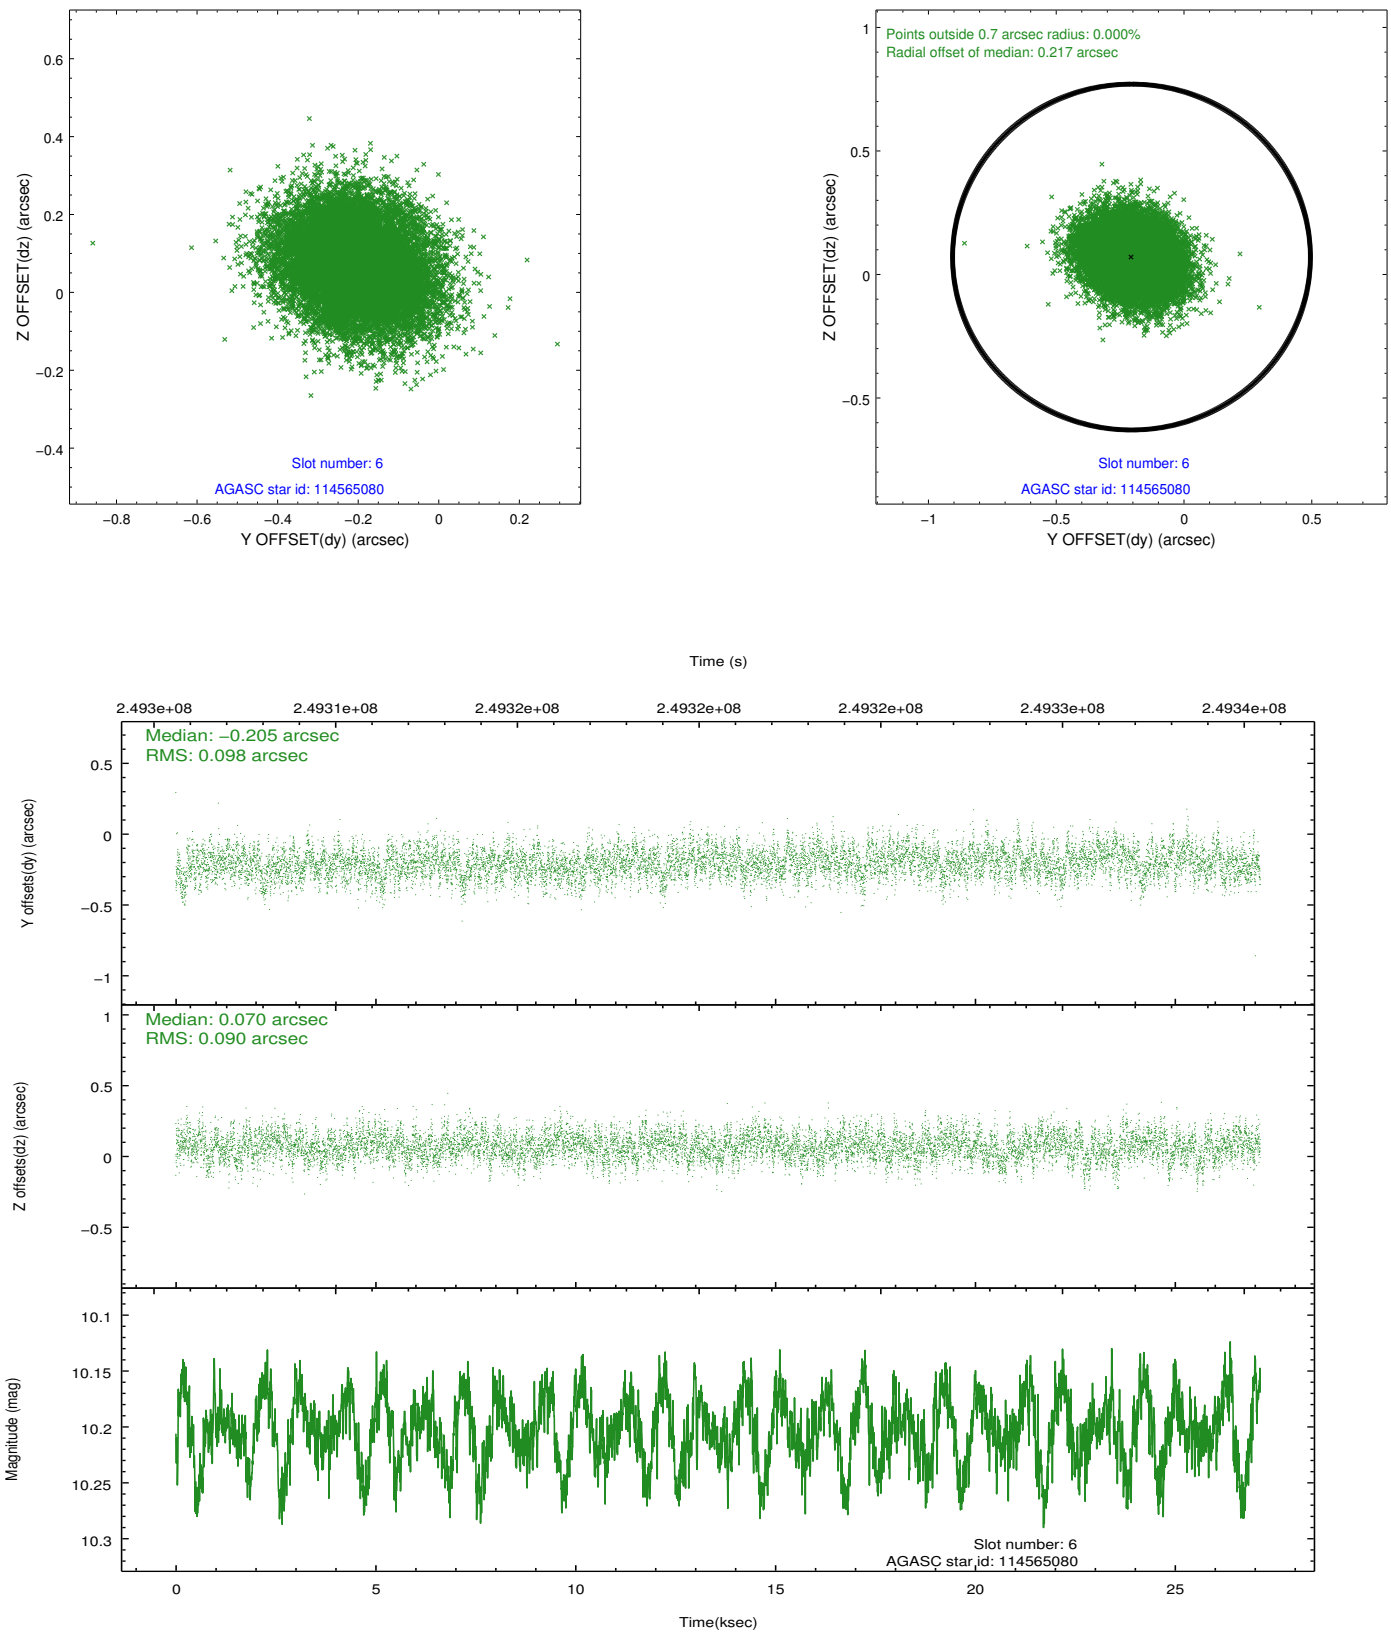 0.6
0.4
0.2
0
−0.2
−0.4
Z OFFSET(dz) (arcsec)
Slot number: 6
AGASC star id: 114565080
−0.8 −0.6 −0.4 −0.2 0 0.2
Y OFFSET(dy) (arcsec)
Points outside 0.7 arcsec radius: 0.000%
Radial offset of median: 0.217 arcsec
1
0.5
0
−0.5
Z OFFSET(dz) (arcsec)
Slot number: 6
AGASC star id: 114565080
−1 −0.5 0 0.5
Y OFFSET(dy) (arcsec)
Time (s)
2.493e+08 2.4931e+08 2.4932e+08 2.4932e+08 2.4932e+08 2.4933e+08 2.4934e+08
Median: −0.205 arcsec
RMS: 0.098 arcsec
0.5
0
−0.5
−1
Y offsets(dy) (arcsec)
Median: 0.070 arcsec
RMS: 0.090 arcsec
1
0.5
0
−0.5
Z offsets(dz) (arcsec)
10.1
10.15
10.2
10.25
10.3
Magnitude (mag)
Slot number: 6
AGASC star id: 114565080
0 5 10 15 20 25
Time(ksec)